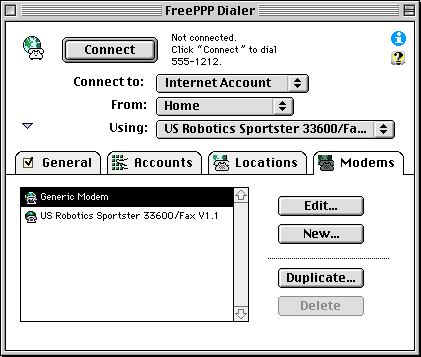 FreePPP Dialer
Connect
Not connected.
Click "Connect" to dial
555-1212.
Connect to: Internet Account
From: Home
Using: US Robotics Sportster 33600/Fa...
General Accounts Locations Modems
Generic Modem
US Robotics Sportster 33600/Fax V1.1
Edit...
New...
Duplicate...
Delete